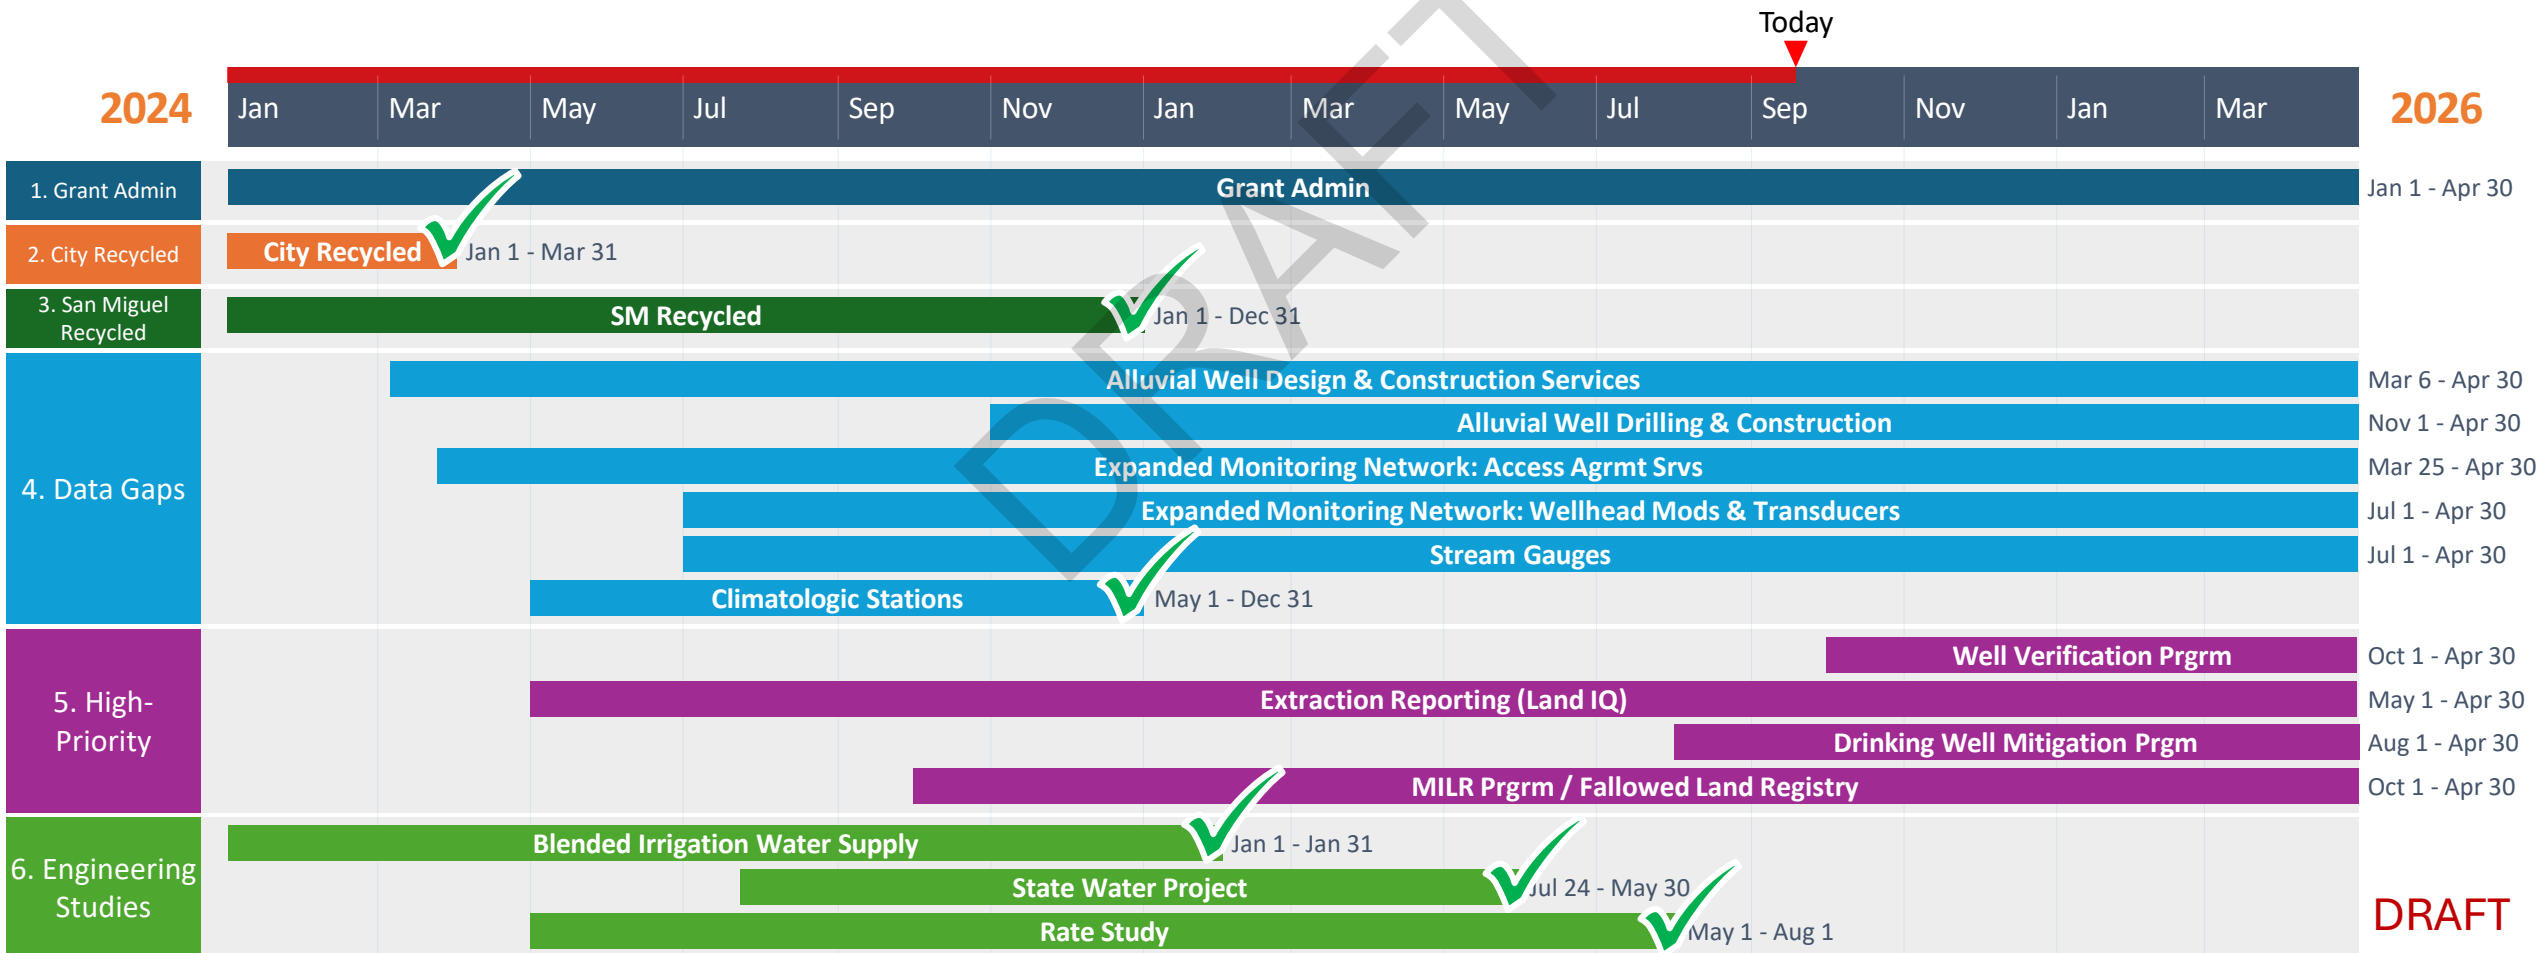 Today
2024 Jan Mar May Jul Sep Nov Jan Mar May Jul Sep Nov Jan Mar 2026
1. Grant Admin Grant Admin Jan 1 - Apr 30
2. City Recycled City Recycled Jan 1 - Mar 31
3. San Miguel
Recycled
SM Recycled Jan 1 - Dec 31
4. Data Gaps
Alluvial Well Design & Construction Services Mar 6 - Apr 30
Alluvial Well Drilling & Construction Nov 1 - Apr 30
Expanded Monitoring Network: Access Agrmt Srvs Mar 25 - Apr 30
Expanded Monitoring Network: Wellhead Mods & Transducers Jul 1 - Apr 30
Stream Gauges Jul 1 - Apr 30
Climatologic Stations May 1 - Dec 31
5. High-
Priority
Well Verification Prgrm Oct 1 - Apr 30
Extraction Reporting (Land IQ) May 1 - Apr 30
Drinking Well Mitigation Prgm Aug 1 - Apr 30
MILR Prgrm / Fallowed Land Registry Oct 1 - Apr 30
6. Engineering
Studies
Blended Irrigation Water Supply Jan 1 - Jan 31
State Water Project Jul 24 - May 30
Rate Study May 1 - Aug 1
DRAFT
DRAFT